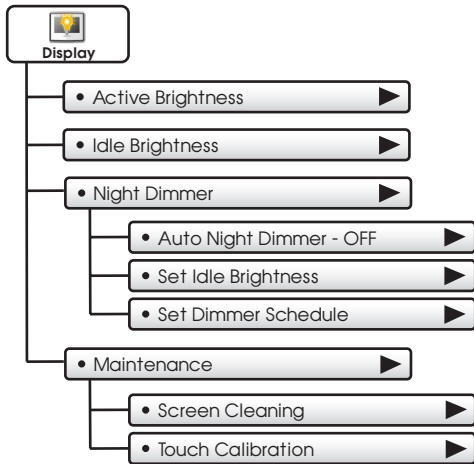 Display
• Active Brightness
• Idle Brightness
• Night Dimmer
• Auto Night Dimmer - OFF
• Set Idle Brightness
• Set Dimmer Schedule
• Maintenance
• Screen Cleaning
• Touch Calibration